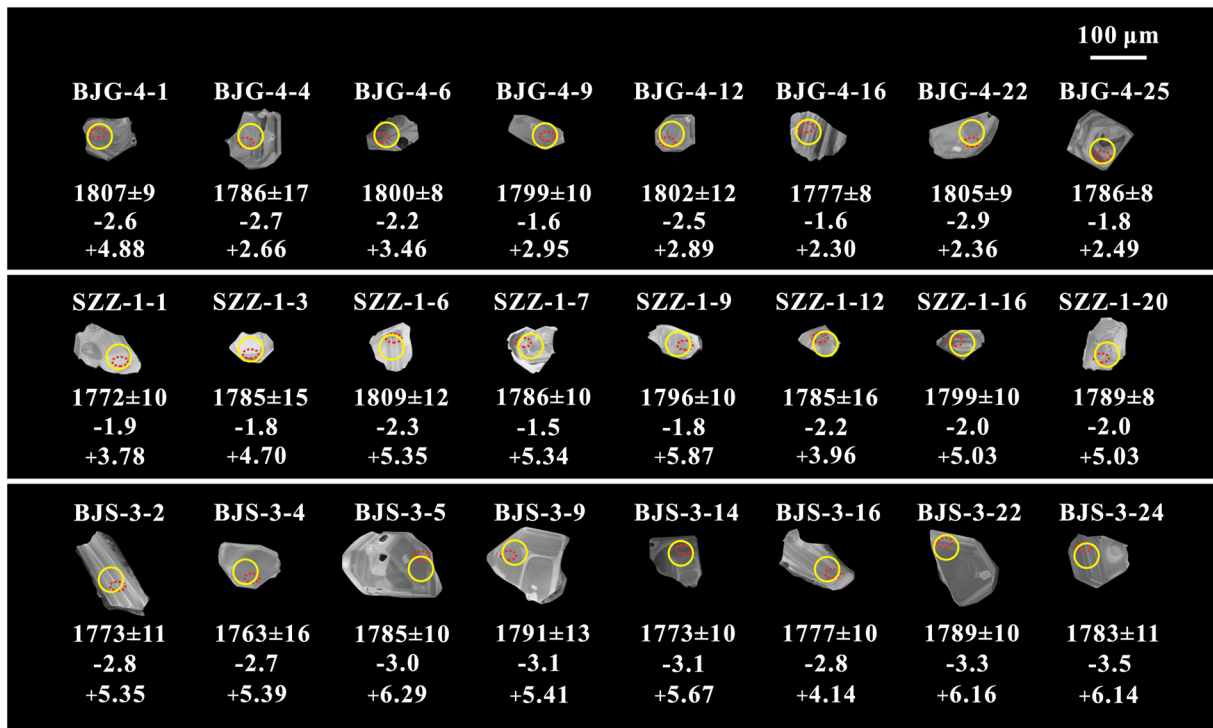 100 μm
BJG-4-1 BJG-4-4 BJG-4-6 BJG-4-9 BJG-4-12 BJG-4-16 BJG-4-22 BJG-4-25
1807±9 1786±17 1800±8 1799±10 1802±12 1777±8 1805±9 1786±8
-2.6 -2.7 -2.2 -1.6 -2.5 -1.6 -2.9 -1.8
+4.88 +2.66 +3.46 +2.95 +2.89 +2.30 +2.36 +2.49
SZZ-1-1 SZZ-1-3 SZZ-1-6 SZZ-1-7 SZZ-1-9 SZZ-1-12 SZZ-1-16 SZZ-1-20
1772±10 1785±15 1809±12 1786±10 1796±10 1785±16 1799±10 1789±8
-1.9 -1.8 -2.3 -1.5 -1.8 -2.2 -2.0 -2.0
+3.78 +4.70 +5.35 +5.34 +5.87 +3.96 +5.03 +5.03
BJS-3-2 BJS-3-4 BJS-3-5 BJS-3-9 BJS-3-14 BJS-3-16 BJS-3-22 BJS-3-24
1773±11 1763±16 1785±10 1791±13 1773±10 1777±10 1789±10 1783±11
-2.8 -2.7 -3.0 -3.1 -3.1 -2.8 -3.3 -3.5
+5.35 +5.39 +6.29 +5.41 +5.67 +4.14 +6.16 +6.14